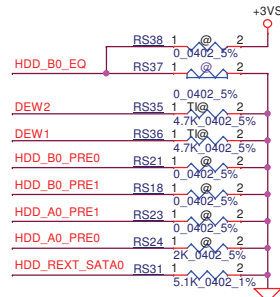 +3VS
RS38 1 @ 2
0_0402_5%
HDD_B0_EQ RS37 1 @ 2
0_0402_5%
DEW2 RS35 1 TI@ 2
4.7K_0402_5%
DEW1 RS36 1 TI@ 2
4.7K_0402_5%
HDD_B0_PRE0 RS21 1 @ 2
0_0402_5%
HDD_B0_PRE1 RS18 1 @ 2
0_0402_5%
HDD_A0_PRE1 RS23 1 @ 2
0_0402_5%
HDD_A0_PRE0 RS24 1 @ 2
2K_0402_5%
HDD_REXT_SATA0 RS31 1 2
5.1K_0402_1%